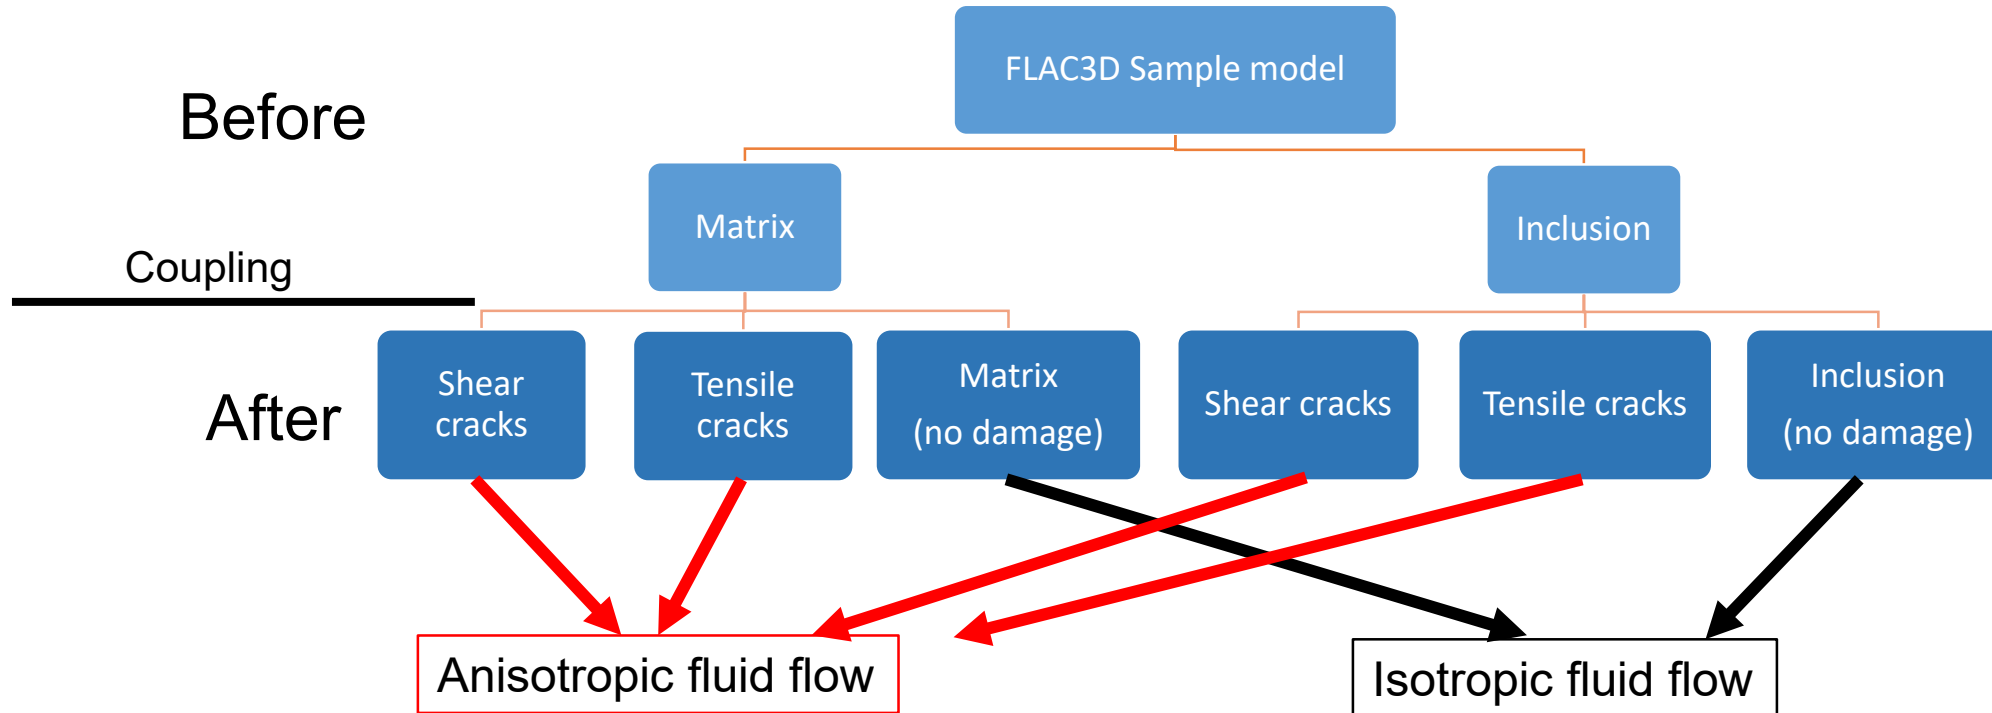 FLAC3D Sample model
Before
Matrix
Inclusion
Coupling
Shear
cracks
Tensile
cracks
Matrix
(no damage)
Shear cracks
Tensile cracks
Inclusion
(no damage)
After
Anisotropic fluid flow
Isotropic fluid flow